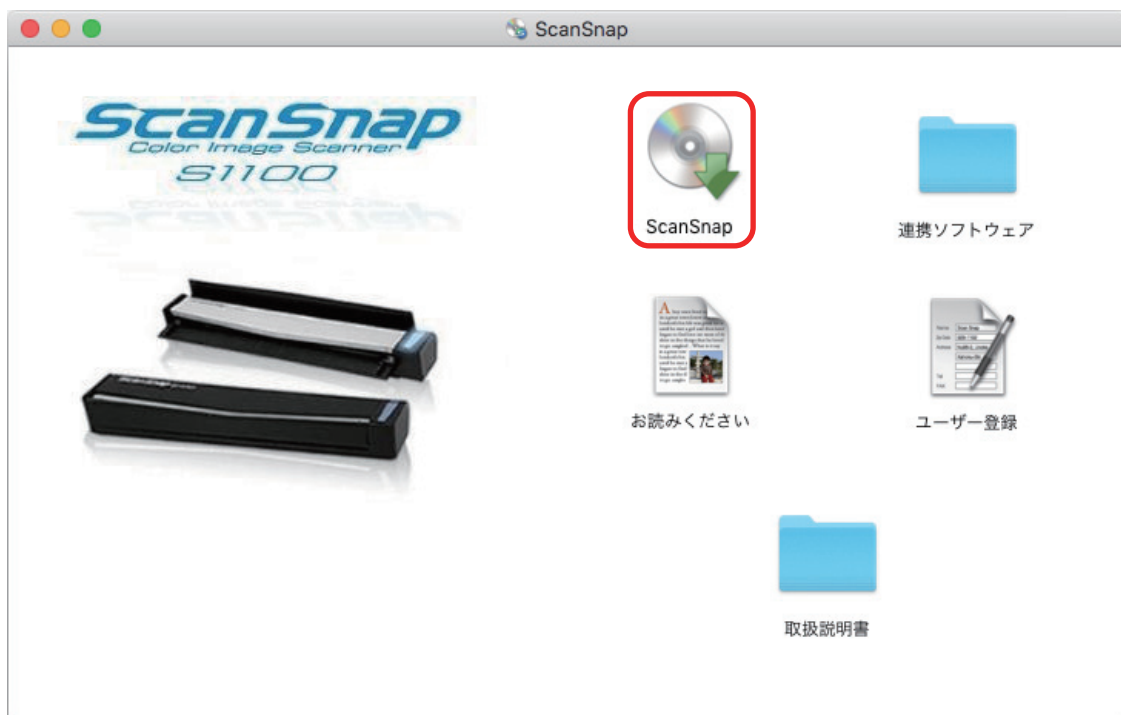 ScanSnap
ScanSnap
Color Image Scanner
S1100
ScanSnap
連携ソフトウェア
お読みください
ユーザー登録
取扱説明書